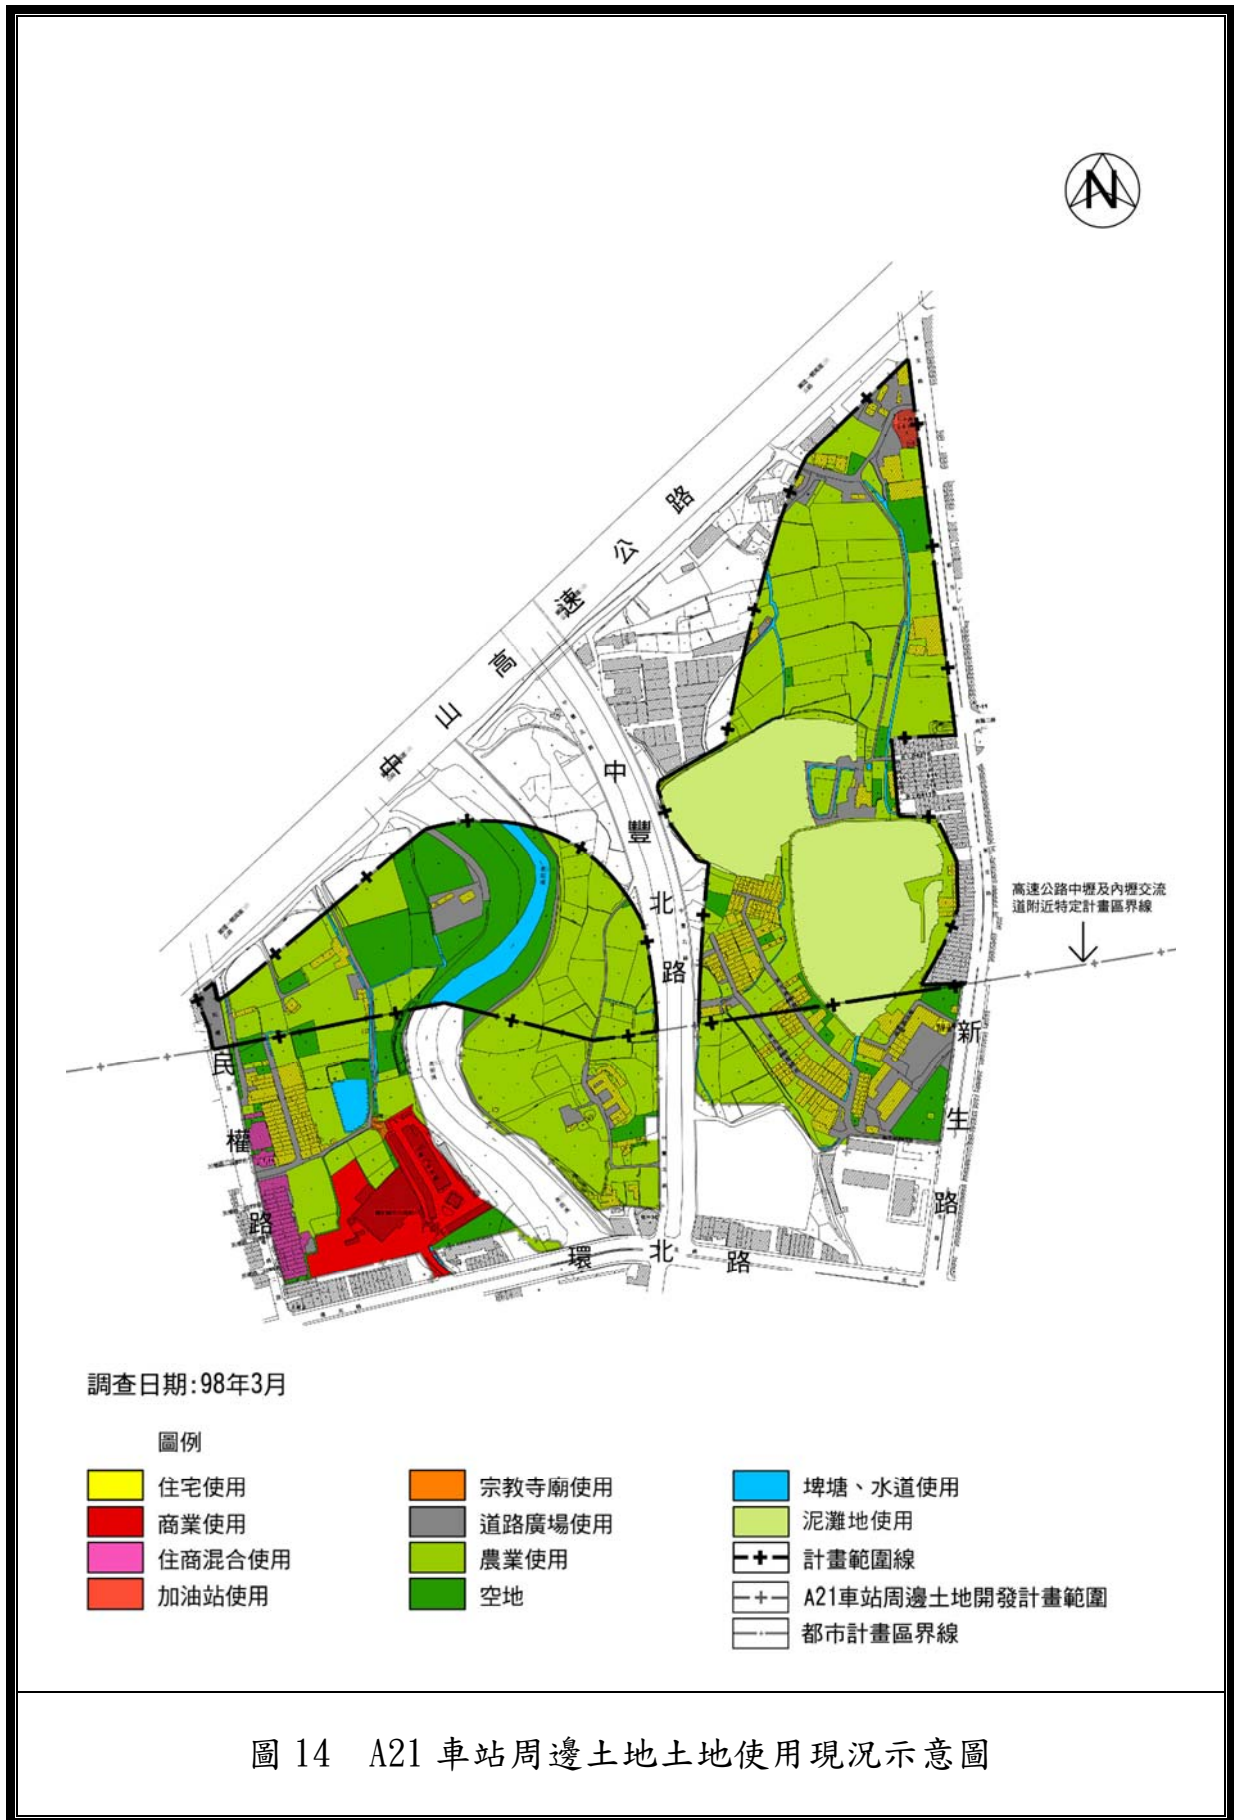 N
中山高速公路
中豐北路
高速公路中壢及內壢交流
道附近特定計畫區界線
民權路
新生路
環北路
調查日期:98年3月
圖例
住宅使用
商業使用
住商混合使用
加油站使用
宗教寺廟使用
道路廣場使用
農業使用
空地
埤塘、水道使用
泥灘地使用
計畫範圍線
A21車站周邊土地開發計畫範圍
都市計畫區界線
圖 14 A21 車站周邊土地土地使用現況示意圖